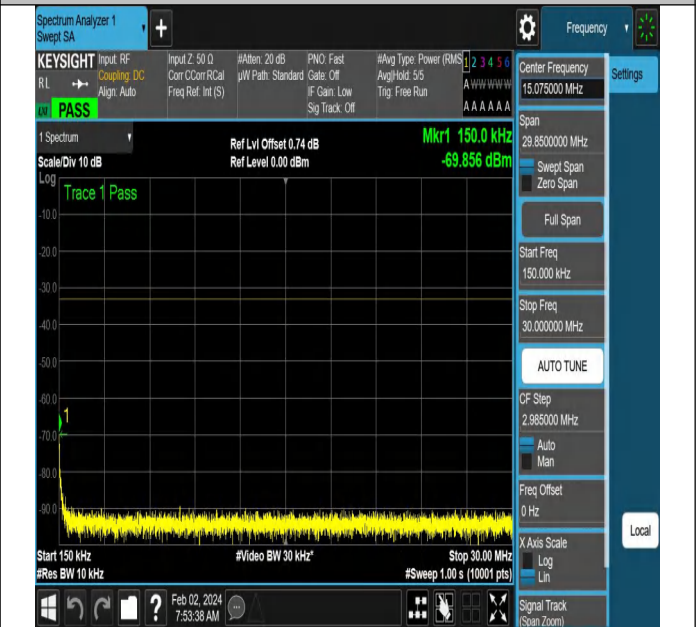 Spectrum Analyzer 1
Swept SA
Frequency
KEYSIGHT
RL
PASS
Input: RF
Coupling: DC
Align: Auto
Input Z: 50 Ω
Corr CCorr RCal
Freq Ref: Int (S)
#Atten: 20 dB
µW Path: Standard
PNO: Fast
Gate: Off
IF Gain: Low
Sig Track: Off
#Avg Type: Power (RMS
Avg|Hold: 5/5
Trig: Free Run
1 2 3 4 5 6
A W W W W W
A A A A A A
1 Spectrum
Scale/Div 10 dB
Log
Ref Lvl Offset 0.74 dB
Ref Level 0.00 dBm
Mkr1 150.0 kHz
-69.856 dBm
Trace 1 Pass
-10.0
-20.0
-30.0
-40.0
-50.0
-60.0
1
-70.0
-80.0
-90.0
Start 150 kHz
#Res BW 10 kHz
#Video BW 30 kHz*
Stop 30.00 MHz
#Sweep 1.00 s (10001 pts)
Feb 02, 2024
7:53:38 AM
Center Frequency
15.075000 MHz
Settings
Span
29.8500000 MHz
Swept Span
Zero Span
Full Span
Start Freq
150.000 kHz
Stop Freq
30.000000 MHz
AUTO TUNE
CF Step
2.985000 MHz
Auto
Man
Freq Offset
0 Hz
X Axis Scale
Log
Lin
Local
Signal Track
(Span Zoom)